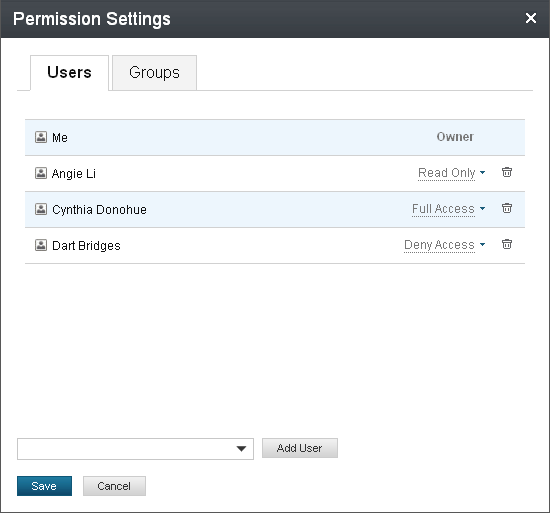 Permission Settings
Users Groups
Me Owner
Angie Li Read Only
Cynthia Donohue Full Access
Dart Bridges Deny Access
Add User
Save Cancel